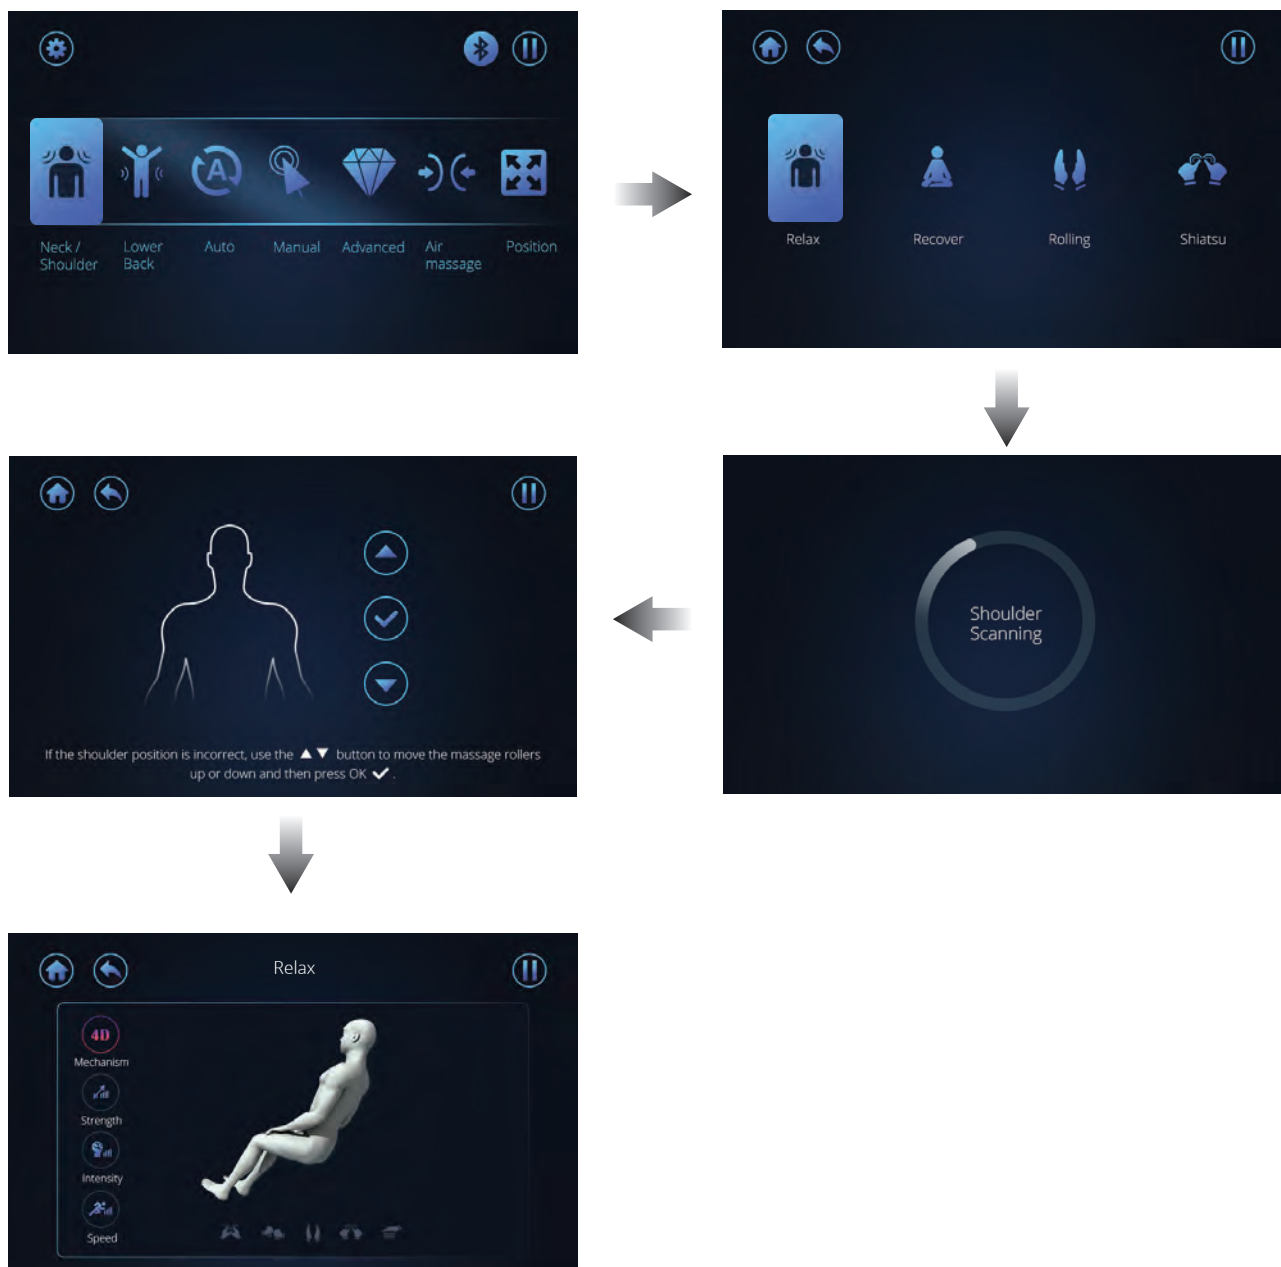 Neck /
Shoulder
Lower
Back
Auto
Manual
Advanced
Air
massage
Position
Relax
Recover
Rolling
Shiatsu
Shoulder
Scanning
If the shoulder position is incorrect, use the ▲ ▼ button to move the massage rollers
up or down and then press OK ✔ .
Relax
4D
Mechanism
Strength
Intensity
Speed